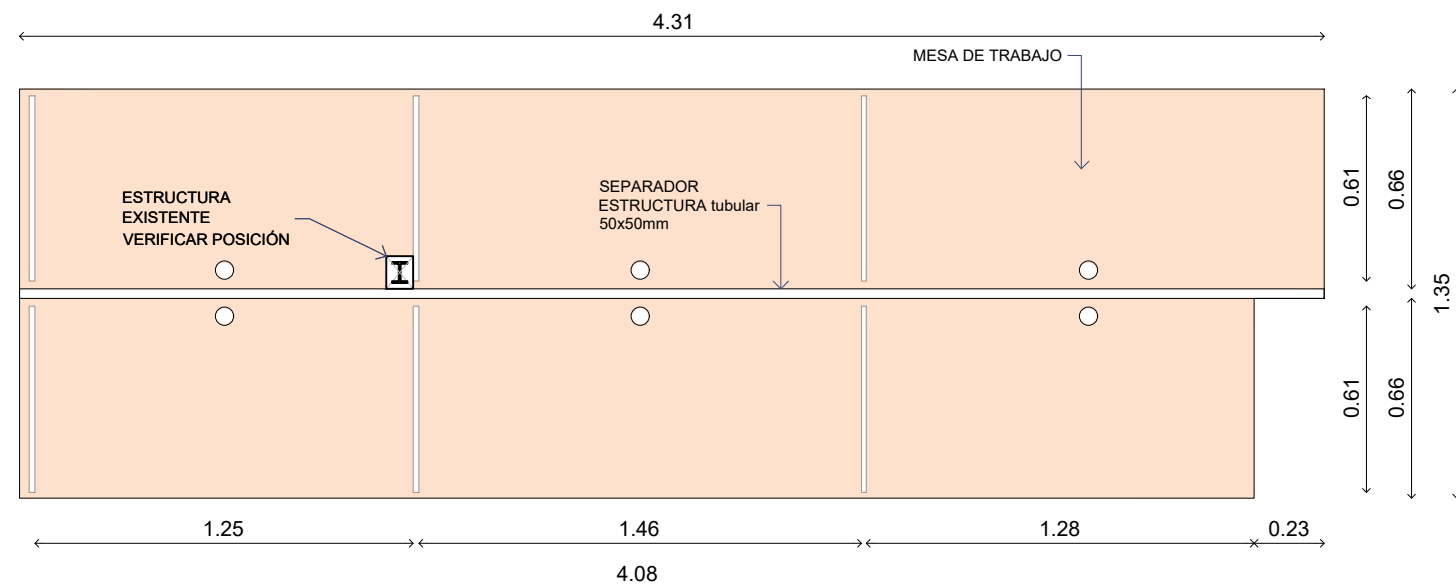 4.31
MESA DE TRABAJO
SEPARADOR
ESTRUCTURA tubular
50x50mm
ESTRUCTURA
EXISTENTE
VERIFICAR POSICIÓN
0.61
0.66
1.35
0.61
0.66
1.25
1.46
1.28
0.23
4.08